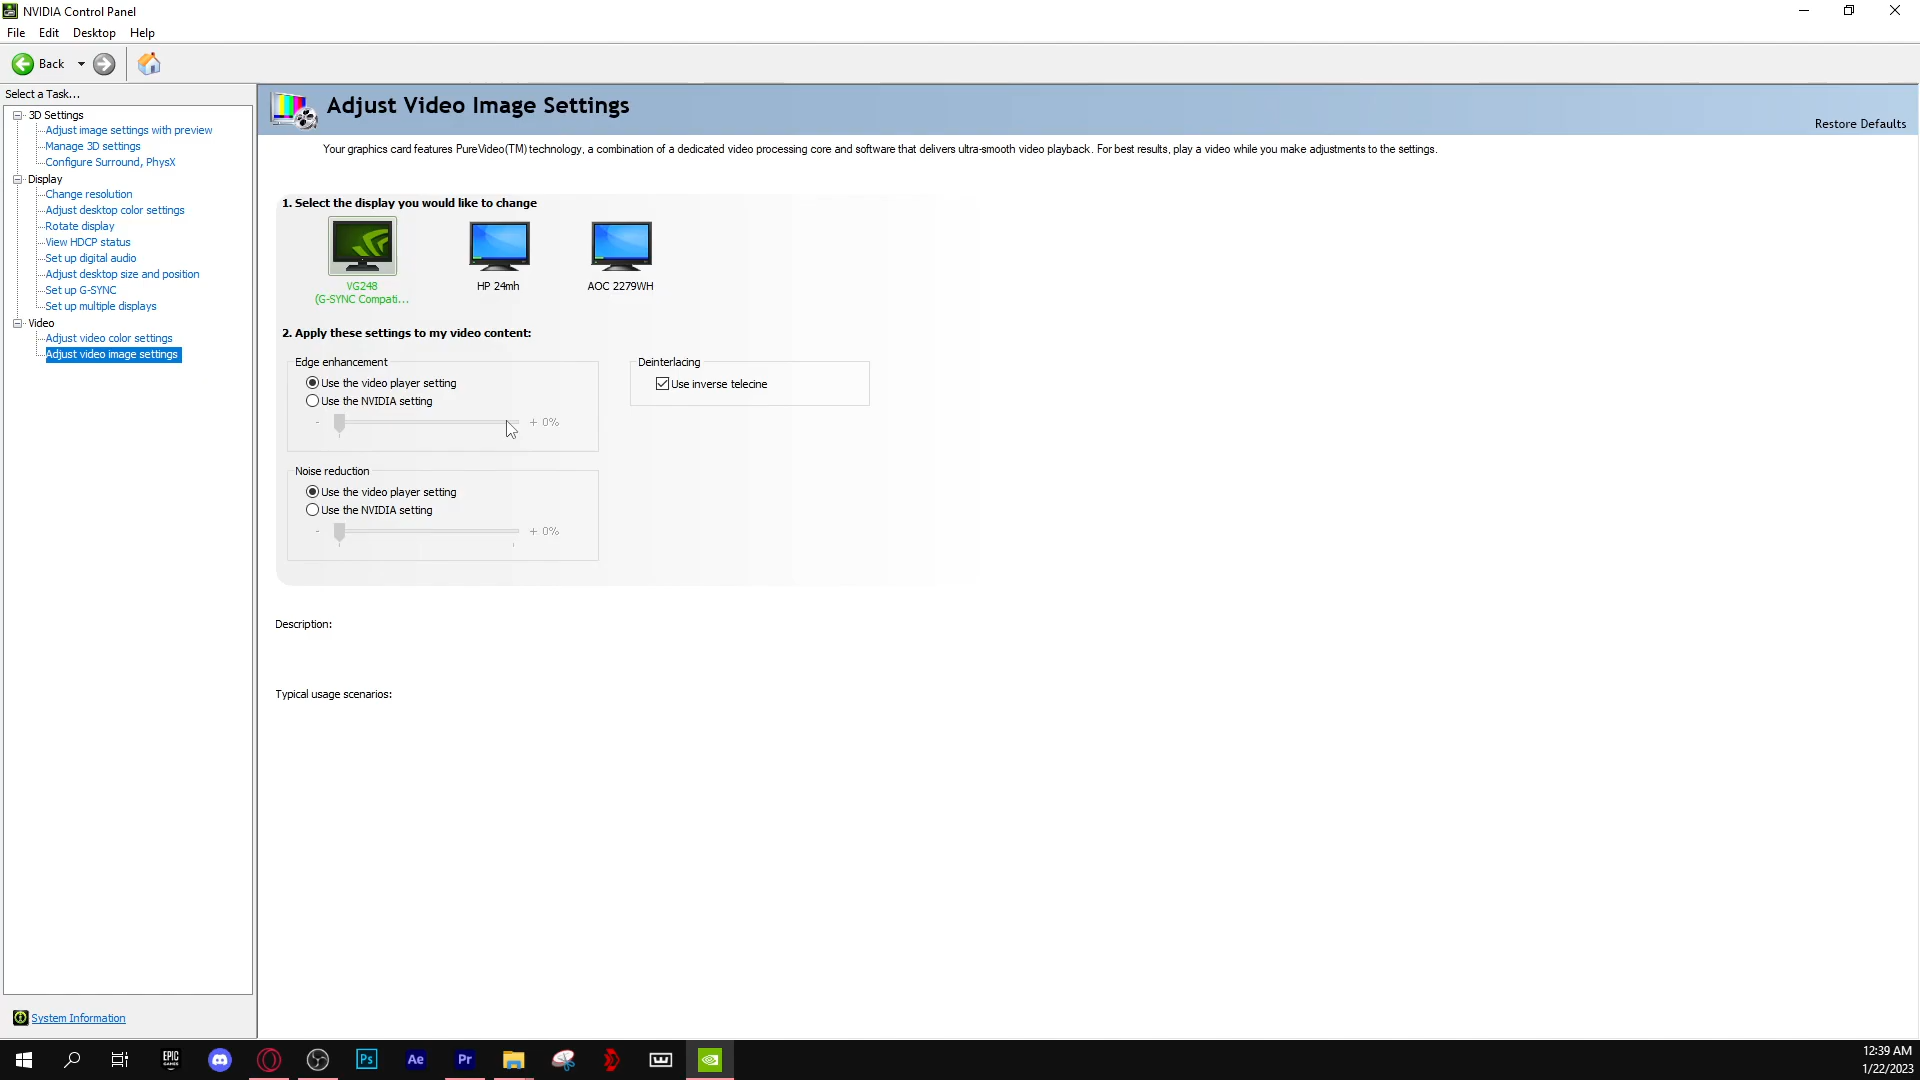 NVIDIA Control Panel
File Edit Desktop Help
Back
Select a Task...
3D Settings
Adjust image settings with preview
Manage 3D settings
Configure Surround, PhysX
Display
Change resolution
Adjust desktop color settings
Rotate display
View HDCP status
Set up digital audio
Adjust desktop size and position
Set up G-SYNC
Set up multiple displays
Video
Adjust video color settings
Adjust video image settings
System Information
Adjust Video Image Settings
Restore Defaults
Your graphics card features PureVideo(TM) technology, a combination of a dedicated video processing core and software that delivers ultra-smooth video playback. For best results, play a video while you make adjustments to the settings.
1. Select the display you would like to change
VG248 HP 24mh AOC 2279WH
(G-SYNC Compati...
2. Apply these settings to my video content:
Edge enhancement
Use the video player setting
Use the NVIDIA setting
- + 0%
Deinterlacing
Use inverse telecine
Noise reduction
Use the video player setting
Use the NVIDIA setting
- + 0%
Description:
Typical usage scenarios:
EPIC
GAMES
Ps
Ae
Pr
12:39 AM
1/22/2023